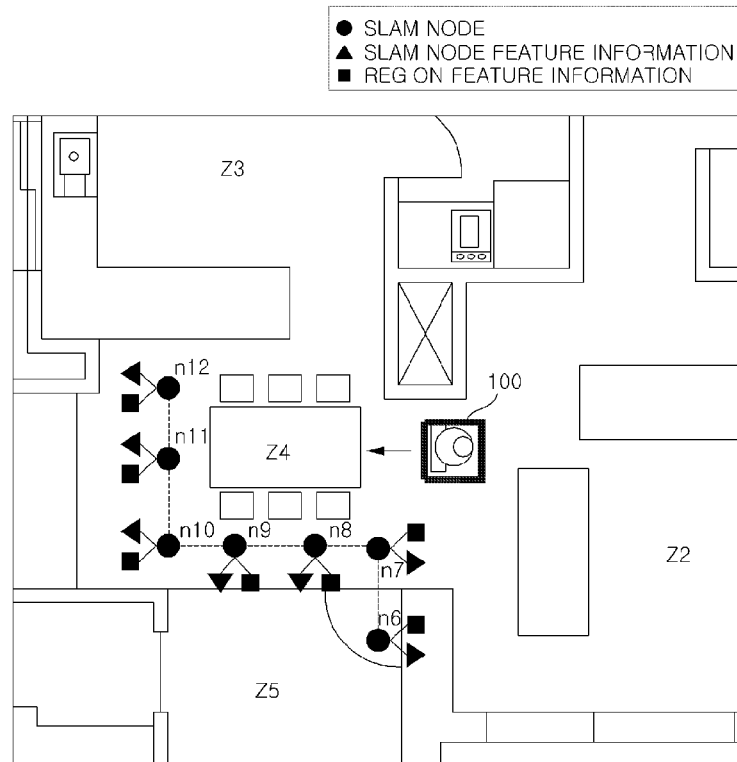 SLAM NODE
SLAM NODE FEATURE INFORMATION
REG ON FEATURE INFORMATION
Z3
n12
100
n11
Z4
n10
n9
n8
n7
Z2
n6
Z5